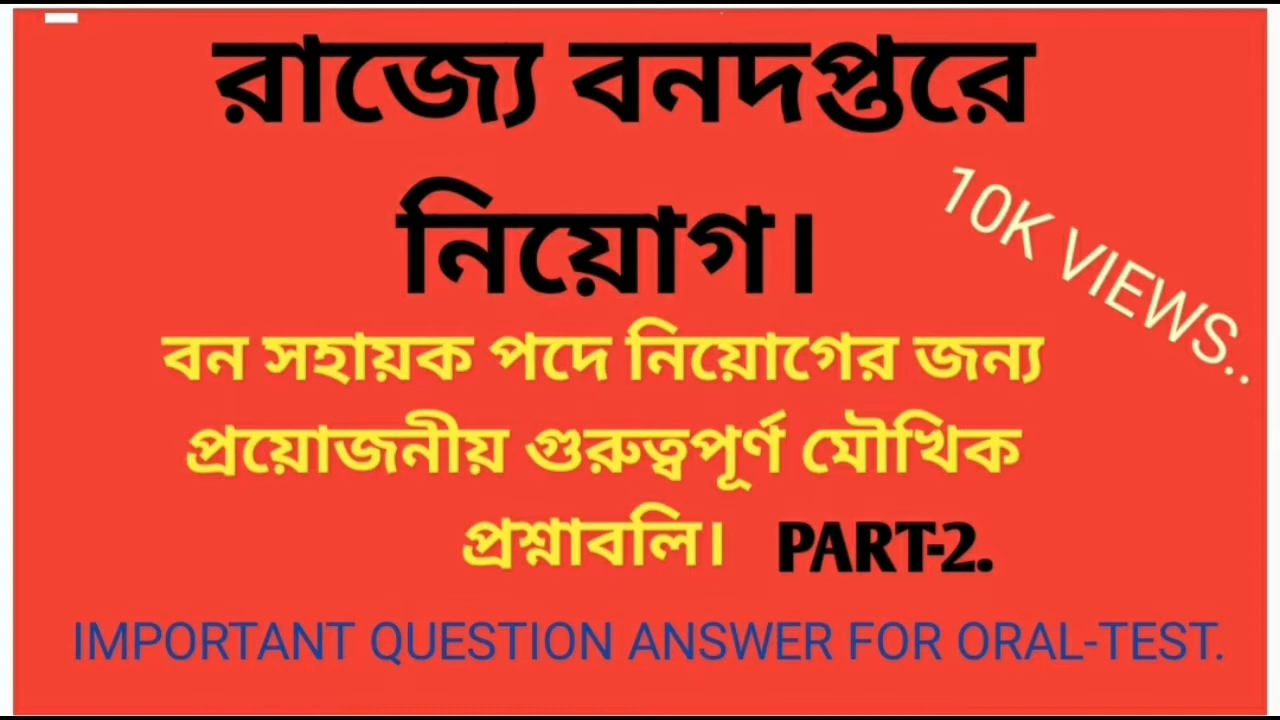 রাজ্যে বনদপ্তরে
নিয়োগ।
10K VIEWS..
বন সহায়ক পদে নিয়োগের জন্য
প্রয়োজনীয় গুরুত্বপূর্ণ মৌখিক
প্রশ্নাবলি। PART-2.
IMPORTANT QUESTION ANSWER FOR ORAL-TEST.